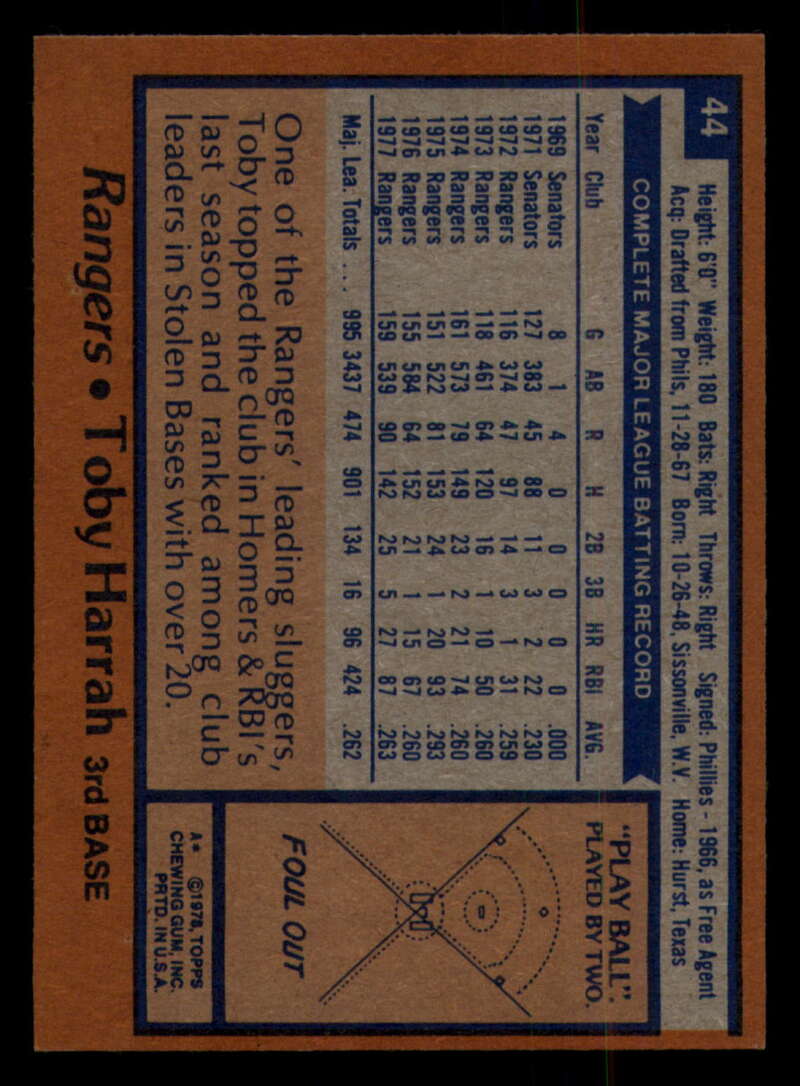 44
Height: 6'0" Weight: 180 Bats: Right Throws: Right Signed: Phillies - 1966, as Free Agent
Acq: Drafted from Phils, 11-28-67 Born: 10-26-48, Sissonville, W.V. Home: Hurst, Texas
COMPLETE MAJOR LEAGUE BATTING RECORD
Year Club G AB R H 2B 3B HR RBI AVG.
1969 Senators 8 1 4 0 0 0 0 0 .000
1971 Senators 127 383 45 88 11 3 2 22 .230
1972 Rangers 116 374 47 97 14 3 1 31 .259
1973 Rangers 118 461 64 120 16 1 10 50 .260
1974 Rangers 161 573 79 149 23 2 21 74 .260
1975 Rangers 151 522 81 153 24 1 20 93 .293
1976 Rangers 155 584 64 152 21 1 15 67 .260
1977 Rangers 159 539 90 142 25 5 27 87 .263
Maj. Lea. Totals .... 995 3437 474 901 134 16 96 424 .262
One of the Rangers' leading sluggers,
Toby topped the club in Homers & RBI's
last season and ranked among club
leaders in Stolen Bases with over 20.
"PLAY BALL".
PLAYED BY TWO.
FOUL OUT
A* ©1978, TOPPS
CHEWING GUM, INC.
PRTD. IN U.S.A.
Rangers • Toby Harrah 3rd BASE